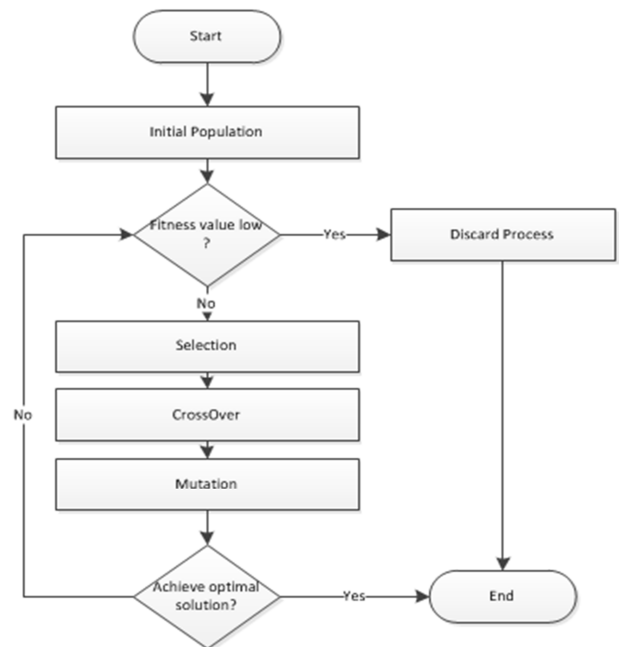 Start
Initial Population
Fitness value low
?
Yes
Discard Process
No
Selection
CrossOver
No
Mutation
Achieve optimal
solution?
Yes
End